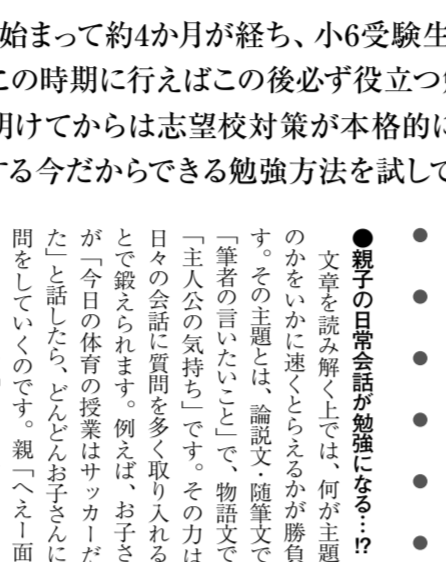 始まって約4か月が経ち、小6受験生
この時期に行えばこの後必ず役立つ
明けてからは志望校対策が本格的に
する今だからできる勉強方法を試して
●親子の日常会話が勉強になる…!?
文章を読み解く上では、何が主題
のかをいかに速くとらえるかが勝負
す。その主題とは、論説文・随筆文で
「筆者の言いたいこと」で、物語文で
「主人公の気持ち」です。その力は
日々の会話に質問を多く取り入れる
とで鍛えられます。例えば、お子さ
が「今日の体育の授業はサッカーだ
た」と話したら、どんどんお子さんに
問をしていくのです。親「へえー面